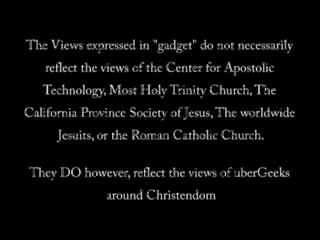 The Views expressed in "gadget" do not necessarily
reflect the views of the Center for Apostolic
Technology, Most Holy Trinity Church, The
California Province Society of Jesus, The worldwide
Jesuits, or the Roman Catholic Church.
They DO however, reflect the views of uberGeeks
around Christendom